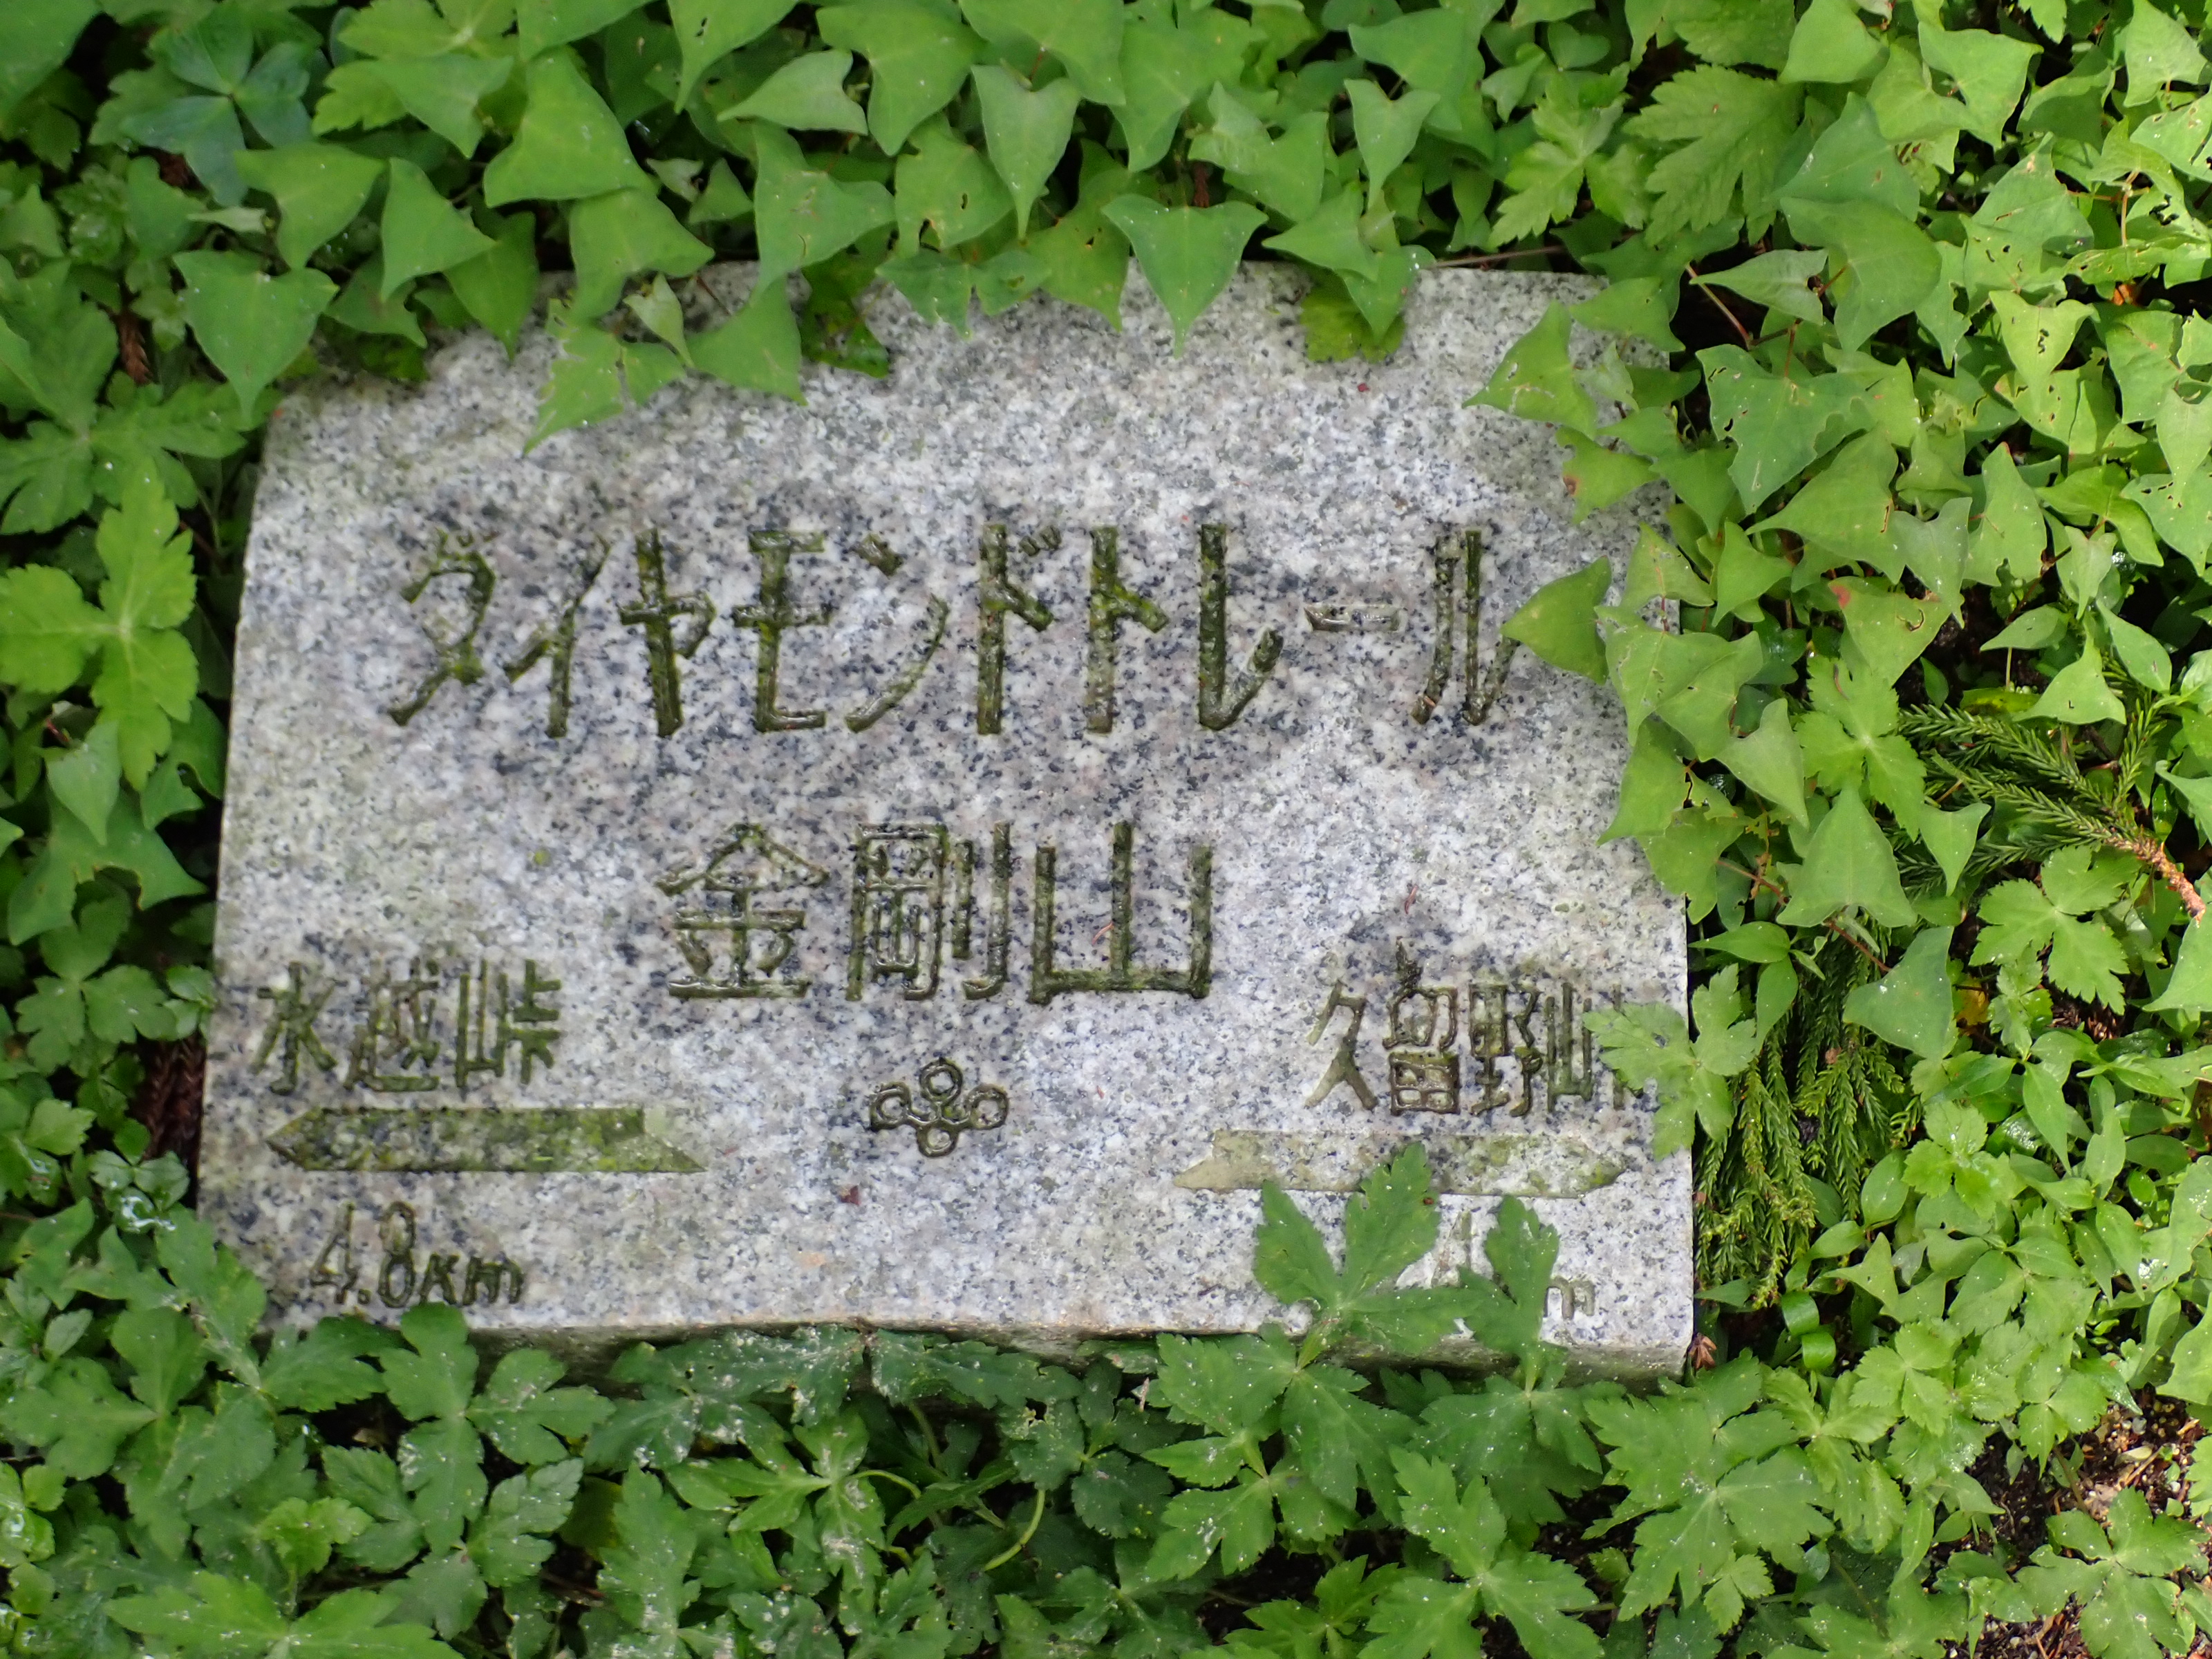 ダイヤモンドトレール
金剛山
水越峠
久留野峠
4.8km